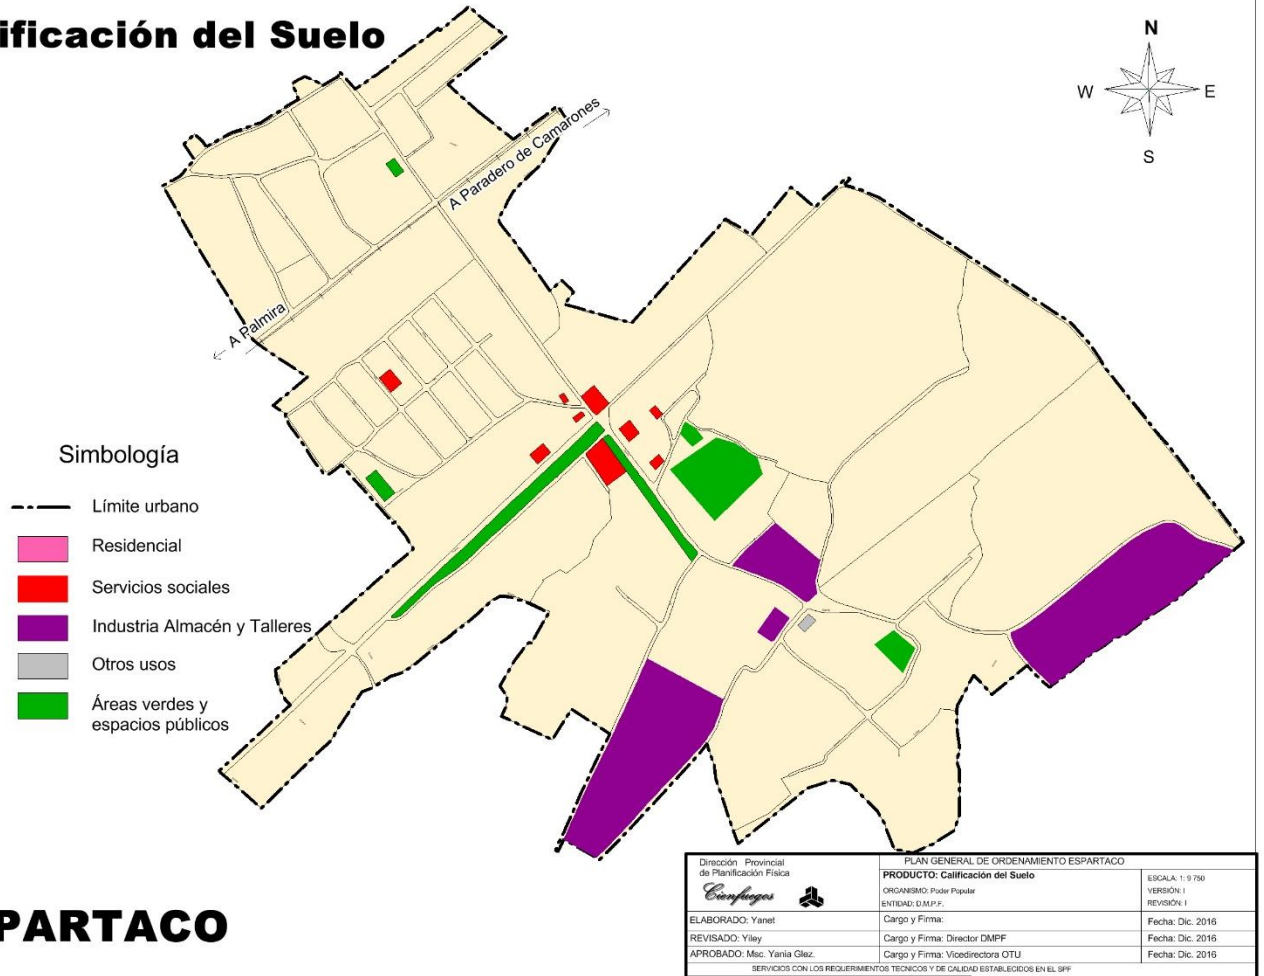 ificación del Suelo
N
W
E
S
A Paradero de Camarones
A Palmira
Simbología
Límite urbano
Residencial
Servicios sociales
Industria Almacén y Talleres
Otros usos
Áreas verdes y
espacios públicos
PARTACO
Dirección Provincial
de Planificación Física
Cienfuegos
PLAN GENERAL DE ORDENAMIENTO ESPARTACO
PRODUCTO: Calificación del Suelo
ORGANISMO: Poder Popular
ENTIDAD: D.M.P.F.
ESCALA: 1: 9 750
VERSIÓN: I
REVISIÓN: I
ELABORADO: Yanet
Cargo y Firma:
Fecha: Dic. 2016
REVISADO: Yiley
Cargo y Firma: Director DMPF
Fecha: Dic. 2016
APROBADO: Msc. Yania Glez.
Cargo y Firma: Vicedirectora OTU
Fecha: Dic. 2016
SERVICIOS CON LOS REQUERIMIENTOS TECNICOS Y DE CALIDAD ESTABLECIDOS EN EL SPF